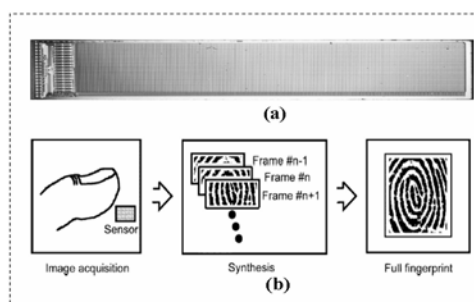 (a)
Frame #n-1
Frame #n
Frame #n+1
Sensor
Image acquisition
Synthesis
Full fingerprint
(b)